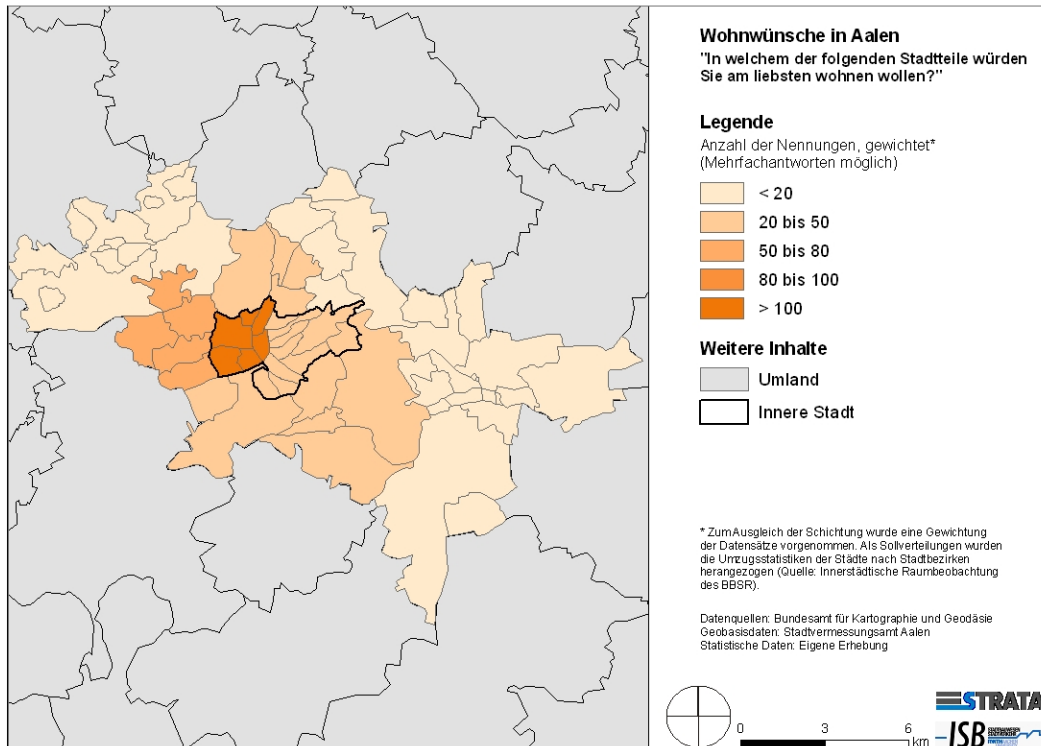 Wohnwünsche in Aalen
"In welchem der folgenden Stadtteile würden
Sie am liebsten wohnen wollen?"
Legende
Anzahl der Nennungen, gewichtet*
(Mehrfachantworten möglich)
< 20
20 bis 50
50 bis 80
80 bis 100
> 100
Weitere Inhalte
Umland
Innere Stadt
* Zum Ausgleich der Schichtung wurde eine Gewichtung
der Datensätze vorgenommen. Als Sollverteilungen wurden
die Umzugsstatistiken der Städte nach Stadtbezirken
herangezogen (Quelle: Innerstädtische Raumbeobachtung
des BBSR).
Datenquellen: Bundesamt für Kartographie und Geodäsie
Geobasisdaten: Stadtvermessungsamt Aalen
Statistische Daten: Eigene Erhebung
STRATA
ISB
0 3 6
km